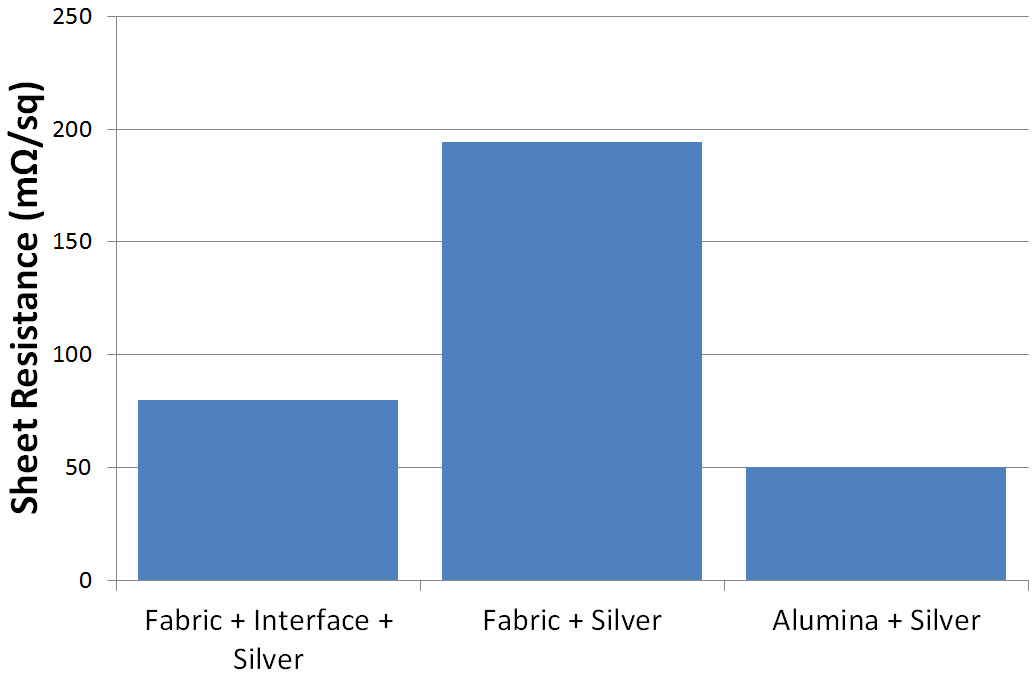 Sheet Resistance (mΩ/sq)
250
200
150
100
50
0
Fabric + Interface +
Silver
Fabric + Silver
Alumina + Silver